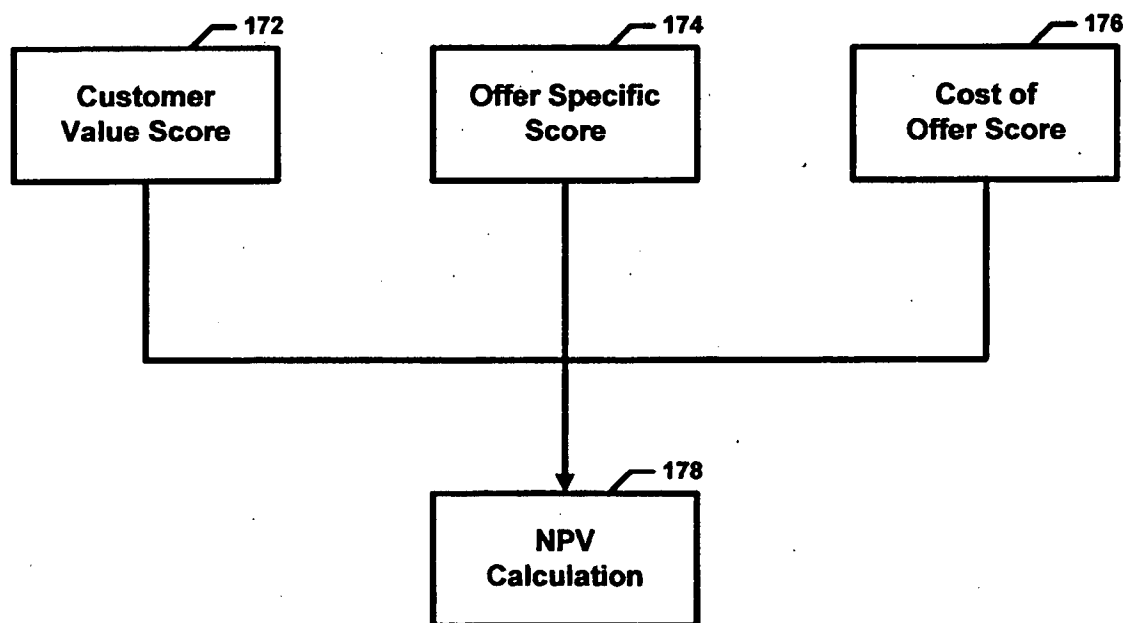 172
Customer
Value Score
174
Offer Specific
Score
176
Cost of
Offer Score
178
NPV
Calculation